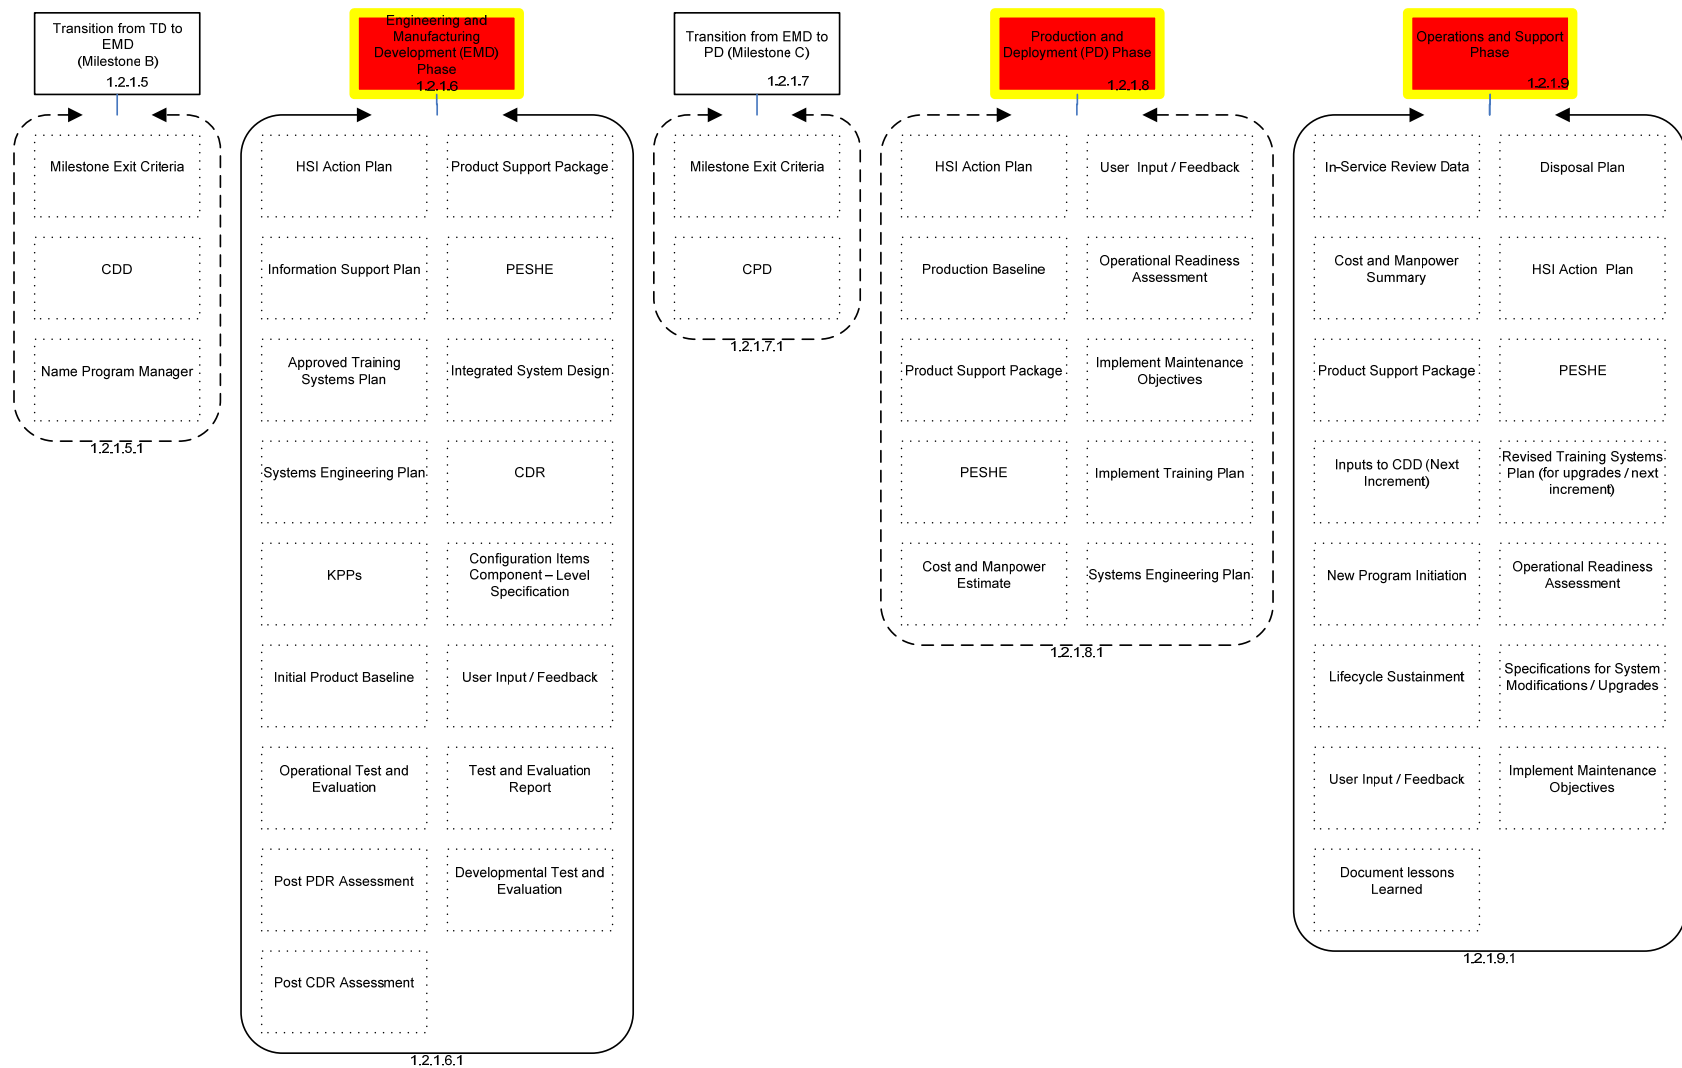 Transition from TD to
EMD
(Milestone B)
1.2.1.5
Milestone Exit Criteria
CDD
Name Program Manager
1.2.1.5.1
Engineering and
Manufacturing
Development (EMD)
Phase
1.2.1.6
HSI Action Plan
Product Support Package
Information Support Plan
PESHE
Approved Training
Systems Plan
Integrated System Design
Systems Engineering Plan
CDR
KPPs
Configuration Items
Component – Level
Specification
Initial Product Baseline
User Input / Feedback
Operational Test and
Evaluation
Test and Evaluation
Report
Post PDR Assessment
Developmental Test and
Evaluation
Post CDR Assessment
1.2.1.6.1
Transition from EMD to
PD (Milestone C)
1.2.1.7
Milestone Exit Criteria
CPD
1.2.1.7.1
Production and
Deployment (PD) Phase
1.2.1.8
HSI Action Plan
User Input / Feedback
Production Baseline
Operational Readiness
Assessment
Product Support Package
Implement Maintenance
Objectives
PESHE
Implement Training Plan
Cost and Manpower
Estimate
Systems Engineering Plan
1.2.1.8.1
Operations and Support
Phase
1.2.1.9
In-Service Review Data
Disposal Plan
Cost and Manpower
Summary
HSI Action Plan
Product Support Package
PESHE
Inputs to CDD (Next
Increment)
Revised Training Systems
Plan (for upgrades / next
increment)
New Program Initiation
Operational Readiness
Assessment
Lifecycle Sustainment
Specifications for System
Modifications / Upgrades
User Input / Feedback
Implement Maintenance
Objectives
Document lessons
Learned
1.2.1.9.1